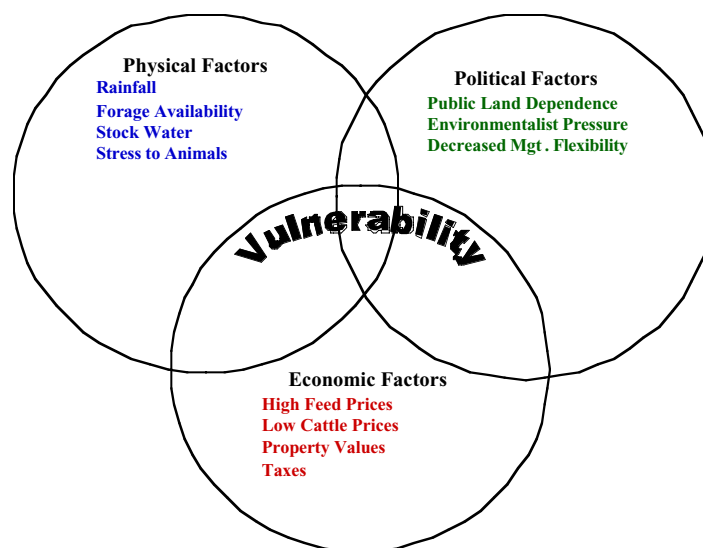 Physical Factors
Rainfall
Forage Availability
Stock Water
Stress to Animals
Political Factors
Public Land Dependence
Environmentalist Pressure
Decreased Mgt . Flexibility
Vulnerability
Economic Factors
High Feed Prices
Low Cattle Prices
Property Values
Taxes